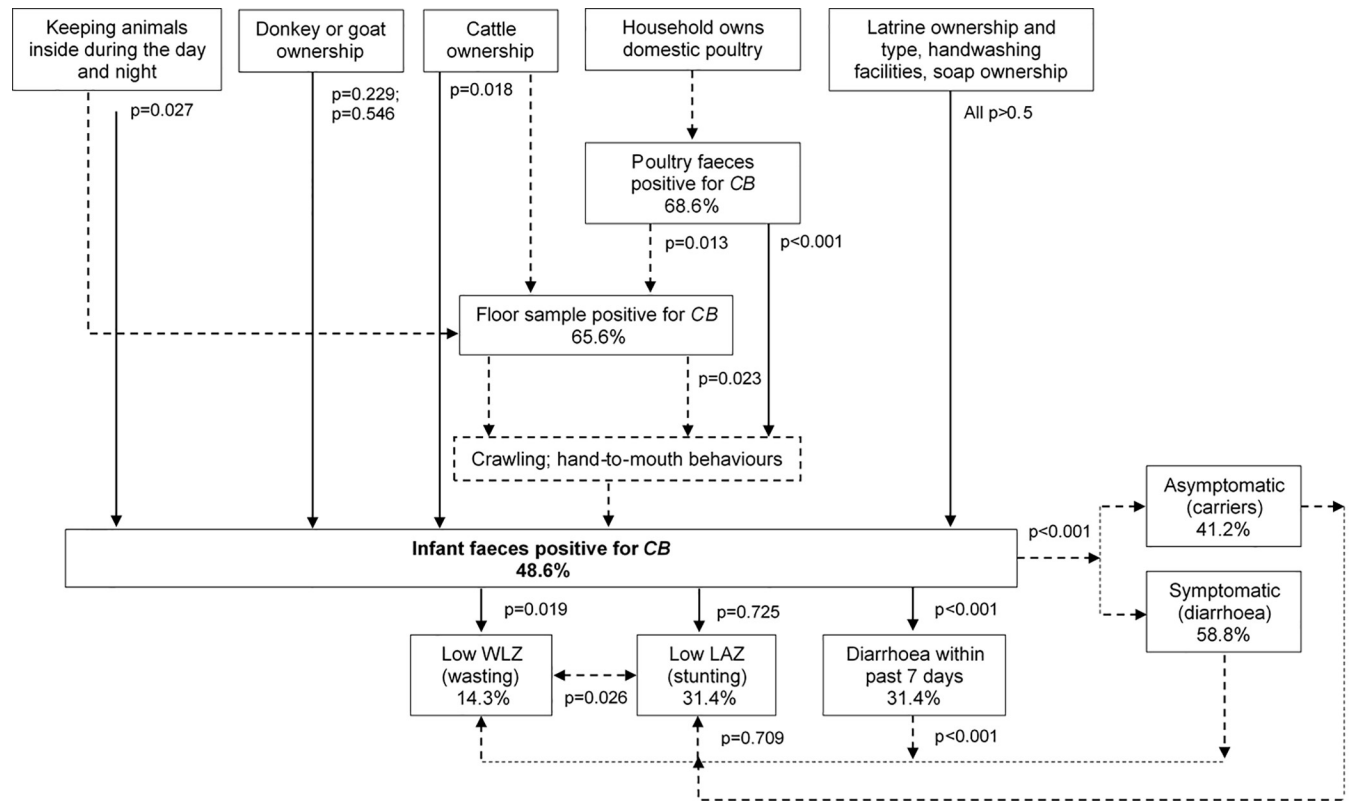 Keeping animals
inside during the day
and night
Donkey or goat
ownership
Cattle
ownership
Household owns
domestic poultry
Latrine ownership and
type, handwashing
facilities, soap ownership
p=0.027
p=0.229;
p=0.546
p=0.018
All p>0.5
Poultry faeces
positive for CB
68.6%
p=0.013
p<0.001
Floor sample positive for CB
65.6%
p=0.023
Crawling; hand-to-mouth behaviours
Infant faeces positive for CB
48.6%
p<0.001
Asymptomatic
(carriers)
41.2%
Symptomatic
(diarrhoea)
58.8%
p=0.019
p=0.725
p<0.001
Low WLZ
(wasting)
14.3%
p=0.026
Low LAZ
(stunting)
31.4%
Diarrhoea within
past 7 days
31.4%
p=0.709
p<0.001